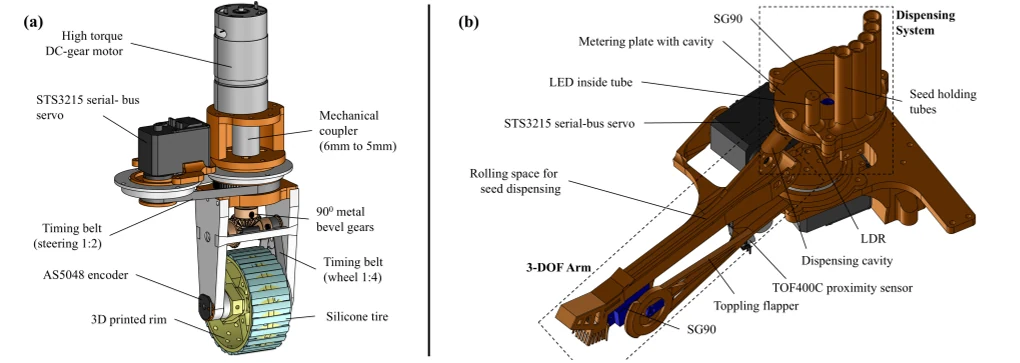 (a)
High torque
DC-gear motor
STS3215 serial- bus
servo
Mechanical
coupler
(6mm to 5mm)
Timing belt
(steering 1:2)
90⁰ metal
bevel gears
AS5048 encoder
Timing belt
(wheel 1:4)
3D printed rim
Silicone tire
(b)
SG90
Dispensing
System
Metering plate with cavity
LED inside tube
Seed holding
tubes
STS3215 serial-bus servo
Rolling space for
seed dispensing
LDR
Dispensing cavity
3-DOF Arm
TOF400C proximity sensor
Toppling flapper
SG90